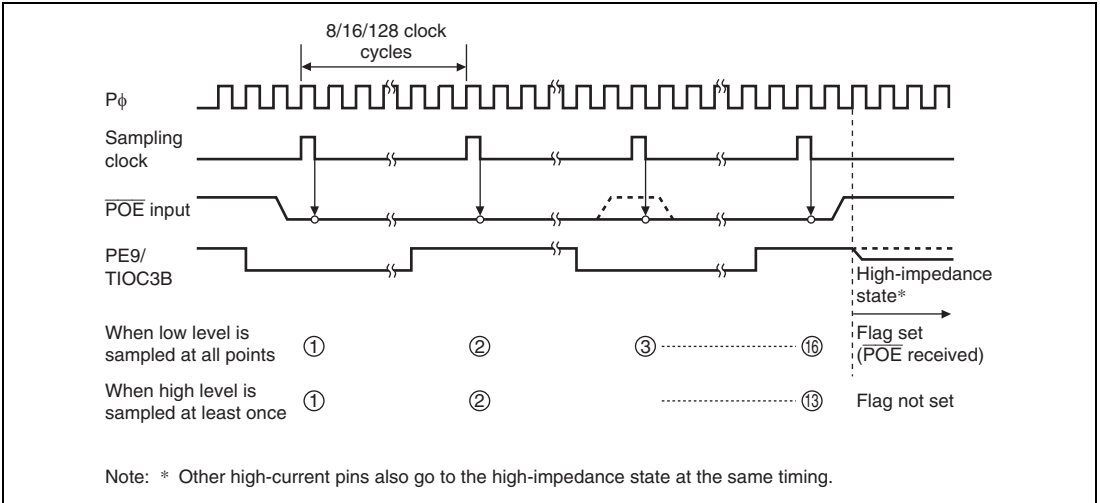 8/16/128 clock
cycles
Pϕ
Sampling
clock
POE input
PE9/
TIOC3B
High-impedance
state*
When low level is
sampled at all points
① ② ③ ⑯
Flag set
(POE received)
When high level is
sampled at least once
① ② ⑬ Flag not set
Note: * Other high-current pins also go to the high-impedance state at the same timing.